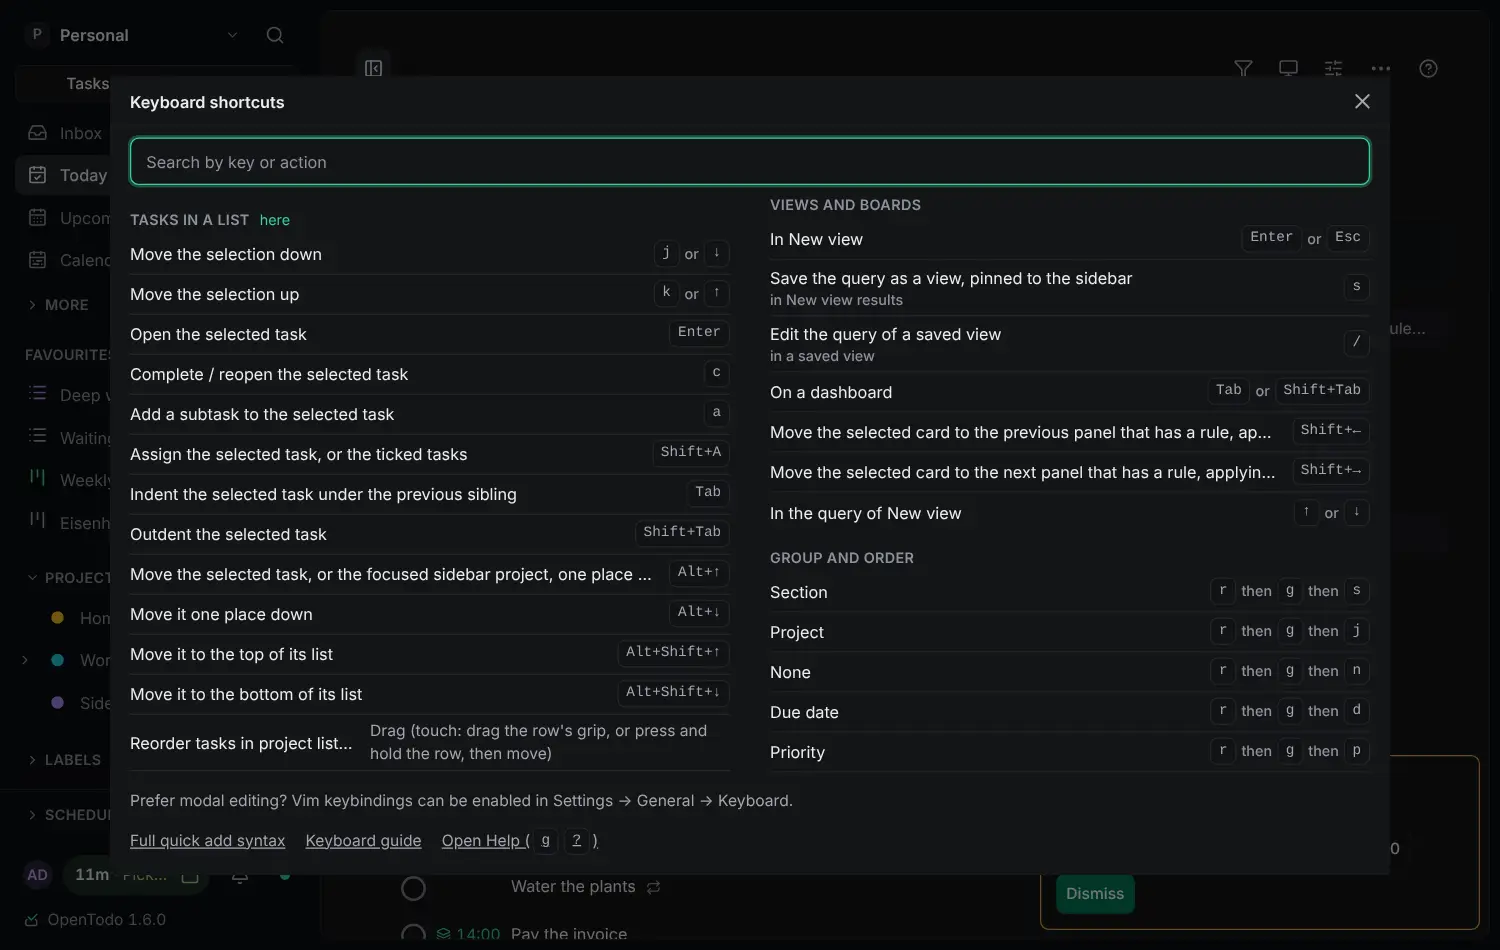 P Personal
Tasks
Inbox
Today
Upcom
Calend
MORE
FAVOURITES
Deep w
Waiting
Weekly
Eisenh
PROJECT
Hom
Wor
Side
LABELS
SCHEDUL
AD 11m · Pick...
OpenTodo 1.6.0
Keyboard shortcuts
Search by key or action
TASKS IN A LIST here
Move the selection down j or ↓
Move the selection up k or ↑
Open the selected task Enter
Complete / reopen the selected task c
Add a subtask to the selected task a
Assign the selected task, or the ticked tasks Shift+A
Indent the selected task under the previous sibling Tab
Outdent the selected task Shift+Tab
Move the selected task, or the focused sidebar project, one place ... Alt+↑
Move it one place down Alt+↓
Move it to the top of its list Alt+Shift+↑
Move it to the bottom of its list Alt+Shift+↓
Reorder tasks in project list... Drag (touch: drag the row's grip, or press and
hold the row, then move)
VIEWS AND BOARDS
In New view Enter or Esc
Save the query as a view, pinned to the sidebar s
in New view results
Edit the query of a saved view /
in a saved view
On a dashboard Tab or Shift+Tab
Move the selected card to the previous panel that has a rule, ap... Shift+←
Move the selected card to the next panel that has a rule, applyin... Shift+→
In the query of New view ↑ or ↓
GROUP AND ORDER
Section r then g then s
Project r then g then j
None r then g then n
Due date r then g then d
Priority r then g then p
Prefer modal editing? Vim keybindings can be enabled in Settings → General → Keyboard.
Full quick add syntax Keyboard guide Open Help ( g ? )
ule...
0
Dismiss
Water the plants
14:00 Pay the invoice